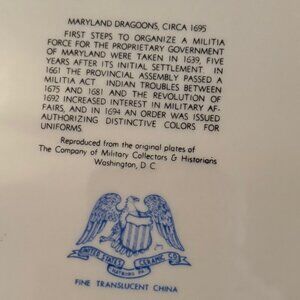 MARYLAND DRAGOONS, CIRCA 1695
FIRST STEPS TO ORGANIZE A MILITIA
FORCE FOR THE PROPRIETARY GOVERNMENT
OF MARYLAND WERE TAKEN IN 1639, FIVE
YEARS AFTER ITS INITIAL SETTLEMENT. IN
1661 THE PROVINCIAL ASSEMBLY PASSED A
MILITIA ACT INDIAN TROUBLES BETWEEN
1675 AND 1681 AND THE REVOLUTION OF
1692 INCREASED INTEREST IN MILITARY AF-
FAIRS, AND IN 1694 AN ORDER WAS ISSUED
AUTHORIZING DISTINCTIVE COLORS FOR
UNIFORMS.
Reproduced from the original plates of
The Company of Military Collectors & Historians
Washington, D. C.
UNITED STATES CERAMIC CO
HATBORO PA
FINE TRANSLUCENT CHINA